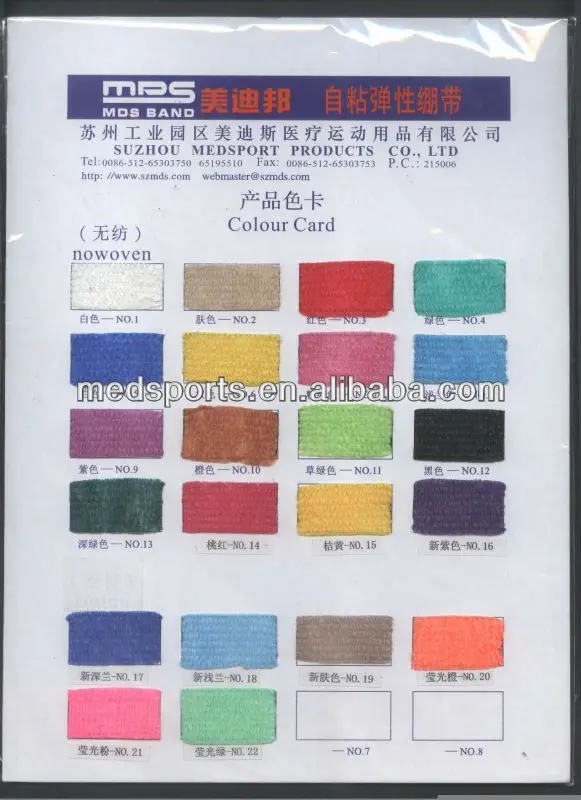 MDS
MDS BAND 美迪邦 自粘弹性绷带
苏州工业园区美迪斯医疗运动用品有限公司
SUZHOU MEDSPORT PRODUCTS CO., LTD
Tel:0086-512-65303750 65195510 Fax: 0086-512-65303753 P.C.: 215006
http: //www.szmds.com webmaster@szmds.com
产品色卡
Colour Card
(无纺)
nowoven
白色—NO.1 肤色—NO.2 红色—NO.3 绿色—NO.4
medsports.en.alibaba.com
紫色—NO.9 橙色—NO.10 草绿色—NO.11 黑色—NO.12
深绿色—NO.13 桃红-NO.14 桔黄-NO.15 新紫色-NO.16
新深兰-NO.17 新浅兰-NO.18 新肤色-NO.19 莹光橙-NO.20
莹光粉-NO.21 莹光绿-NO.22 —NO.7 —NO.8